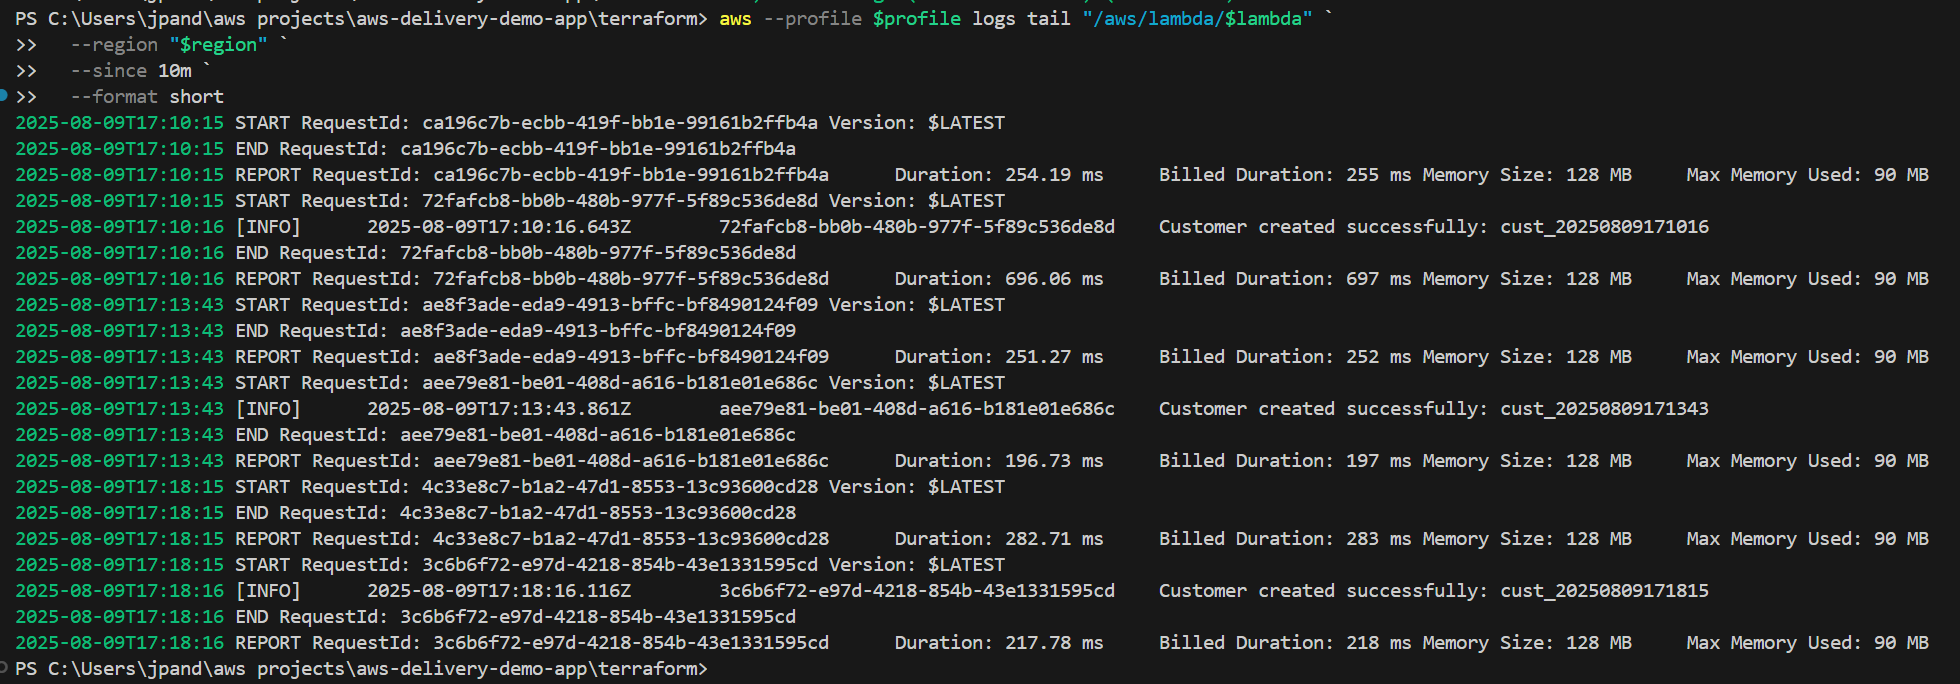 PS C:\Users\jpand\aws projects\aws-delivery-demo-app\terraform> aws --profile $profile logs tail "/aws/lambda/$lambda" `
>>   --region "$region" `
>>   --since 10m `
>>   --format short
2025-08-09T17:10:15 START RequestId: ca196c7b-ecbb-419f-bb1e-99161b2ffb4a Version: $LATEST
2025-08-09T17:10:15 END RequestId: ca196c7b-ecbb-419f-bb1e-99161b2ffb4a
2025-08-09T17:10:15 REPORT RequestId: ca196c7b-ecbb-419f-bb1e-99161b2ffb4a      Duration: 254.19 ms     Billed Duration: 255 ms Memory Size: 128 MB     Max Memory Used: 90 MB
2025-08-09T17:10:15 START RequestId: 72fafcb8-bb0b-480b-977f-5f89c536de8d Version: $LATEST
2025-08-09T17:10:16 [INFO]      2025-08-09T17:10:16.643Z        72fafcb8-bb0b-480b-977f-5f89c536de8d    Customer created successfully: cust_20250809171016
2025-08-09T17:10:16 END RequestId: 72fafcb8-bb0b-480b-977f-5f89c536de8d
2025-08-09T17:10:16 REPORT RequestId: 72fafcb8-bb0b-480b-977f-5f89c536de8d      Duration: 696.06 ms     Billed Duration: 697 ms Memory Size: 128 MB     Max Memory Used: 90 MB
2025-08-09T17:13:43 START RequestId: ae8f3ade-eda9-4913-bffc-bf8490124f09 Version: $LATEST
2025-08-09T17:13:43 END RequestId: ae8f3ade-eda9-4913-bffc-bf8490124f09
2025-08-09T17:13:43 REPORT RequestId: ae8f3ade-eda9-4913-bffc-bf8490124f09      Duration: 251.27 ms     Billed Duration: 252 ms Memory Size: 128 MB     Max Memory Used: 90 MB
2025-08-09T17:13:43 START RequestId: aee79e81-be01-408d-a616-b181e01e686c Version: $LATEST
2025-08-09T17:13:43 [INFO]      2025-08-09T17:13:43.861Z        aee79e81-be01-408d-a616-b181e01e686c    Customer created successfully: cust_20250809171343
2025-08-09T17:13:43 END RequestId: aee79e81-be01-408d-a616-b181e01e686c
2025-08-09T17:13:43 REPORT RequestId: aee79e81-be01-408d-a616-b181e01e686c      Duration: 196.73 ms     Billed Duration: 197 ms Memory Size: 128 MB     Max Memory Used: 90 MB
2025-08-09T17:18:15 START RequestId: 4c33e8c7-b1a2-47d1-8553-13c93600cd28 Version: $LATEST
2025-08-09T17:18:15 END RequestId: 4c33e8c7-b1a2-47d1-8553-13c93600cd28
2025-08-09T17:18:15 REPORT RequestId: 4c33e8c7-b1a2-47d1-8553-13c93600cd28      Duration: 282.71 ms     Billed Duration: 283 ms Memory Size: 128 MB     Max Memory Used: 90 MB
2025-08-09T17:18:15 START RequestId: 3c6b6f72-e97d-4218-854b-43e1331595cd Version: $LATEST
2025-08-09T17:18:16 [INFO]      2025-08-09T17:18:16.116Z        3c6b6f72-e97d-4218-854b-43e1331595cd    Customer created successfully: cust_20250809171815
2025-08-09T17:18:16 END RequestId: 3c6b6f72-e97d-4218-854b-43e1331595cd
2025-08-09T17:18:16 REPORT RequestId: 3c6b6f72-e97d-4218-854b-43e1331595cd      Duration: 217.78 ms     Billed Duration: 218 ms Memory Size: 128 MB     Max Memory Used: 90 MB
PS C:\Users\jpand\aws projects\aws-delivery-demo-app\terraform>